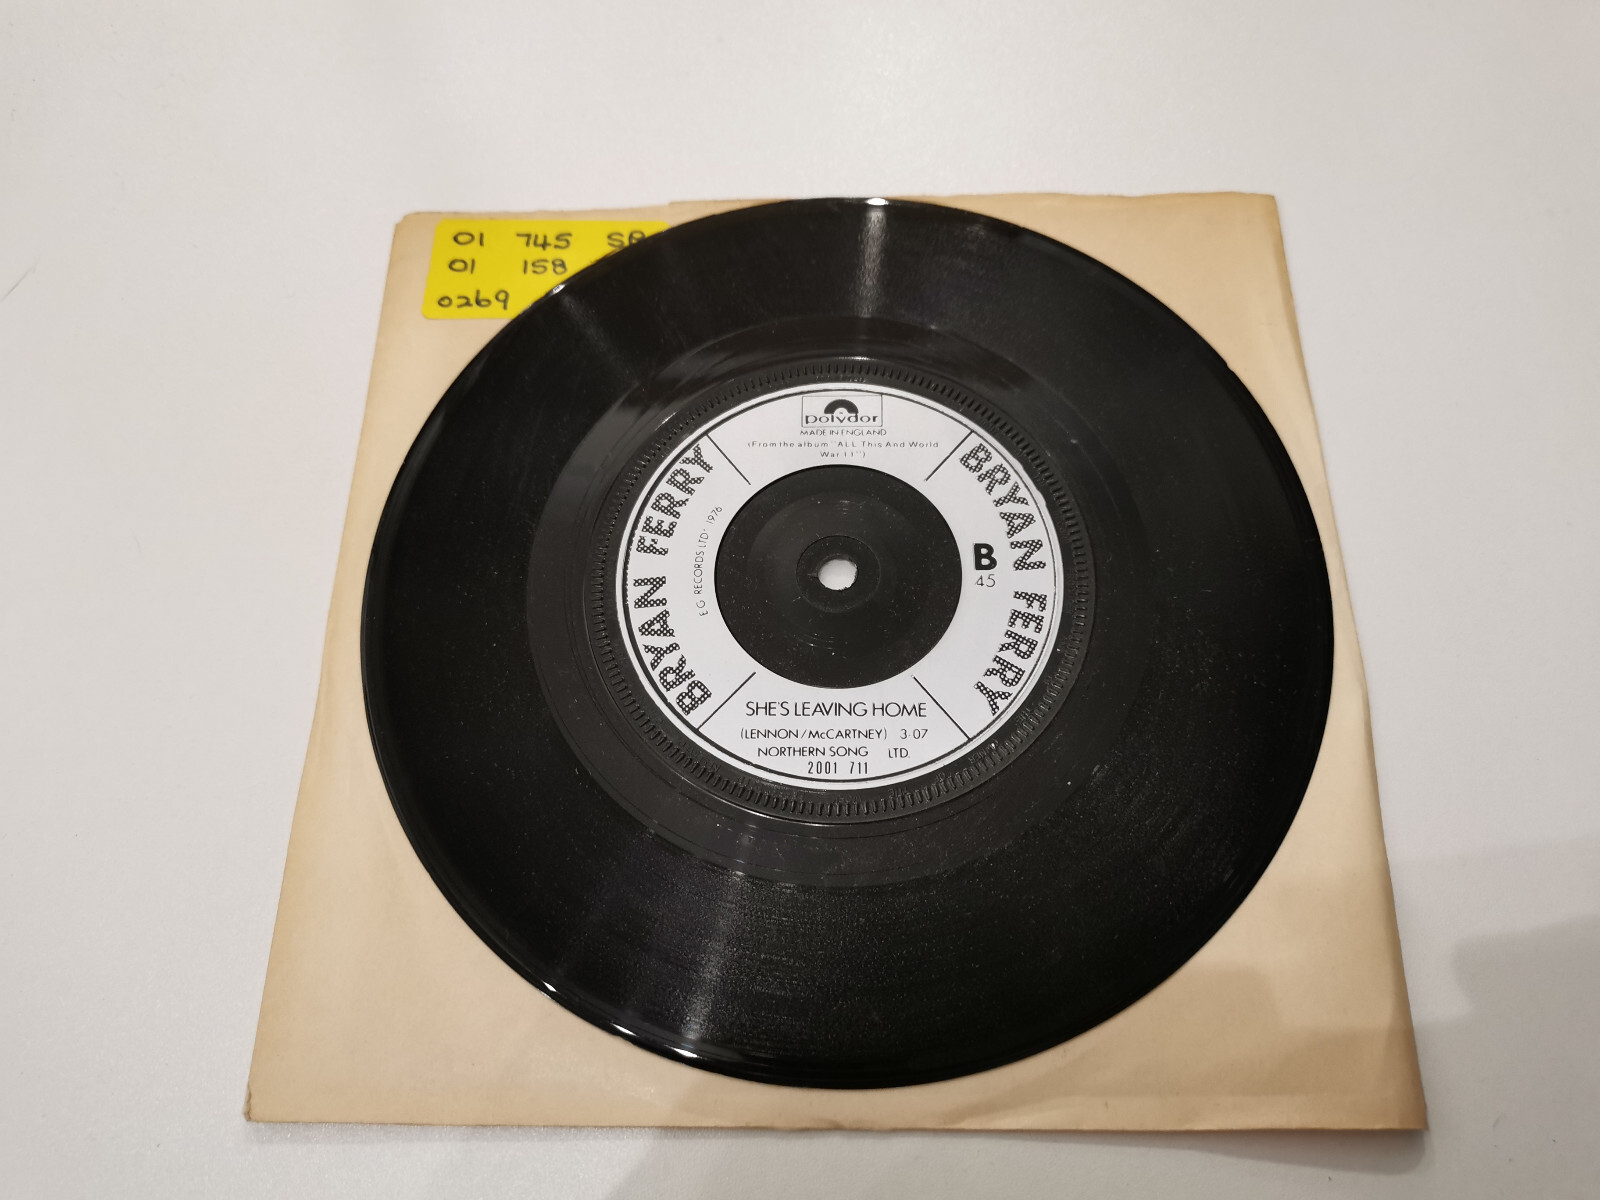 01 745
01 158
0269
polydor
MADE IN ENGLAND
(From the album "ALL This And World
War II")
BRYAN FERRY
BRYAN FERRY
E.G. RECORDS LTD' 1976
B
45
SHE'S LEAVING HOME
(LENNON/McCARTNEY) 3·07
NORTHERN SONG LTD.
2001 711